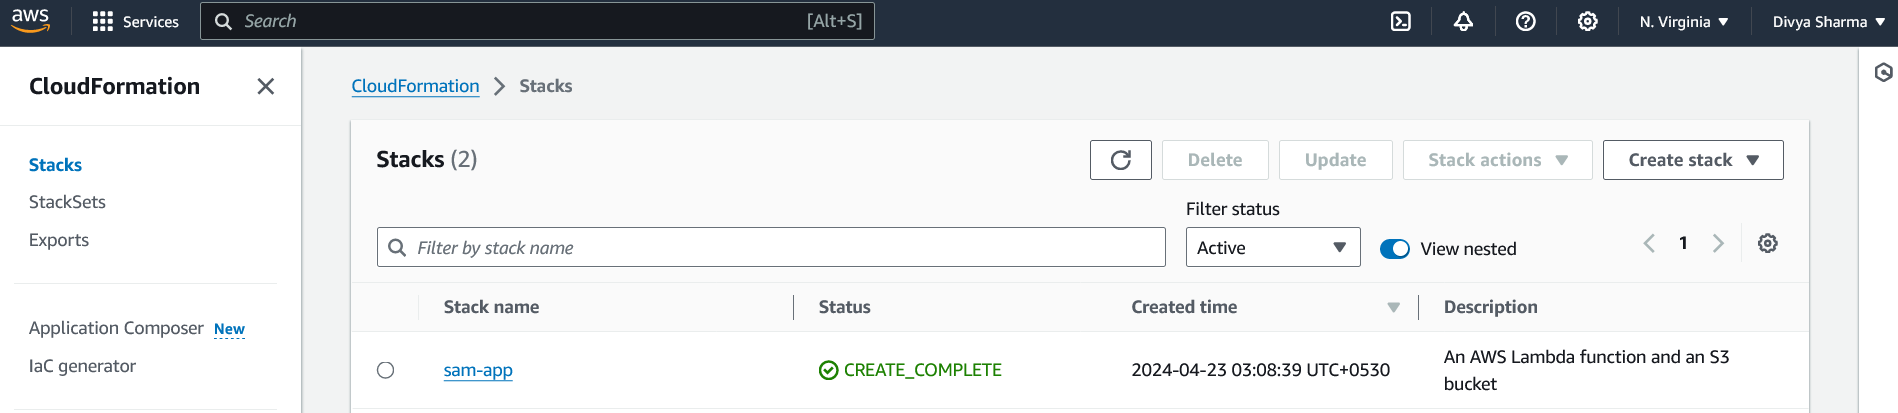 aws
Services
Search
[Alt+S]
N. Virginia
Divya Sharma
CloudFormation
CloudFormation
Stacks
Stacks
StackSets
Exports
Application Composer New
IaC generator
Stacks (2)
Delete
Update
Stack actions
Create stack
Filter status
Filter by stack name
Active
View nested
1
Stack name
Status
Created time
Description
sam-app
CREATE_COMPLETE
2024-04-23 03:08:39 UTC+0530
An AWS Lambda function and an S3
bucket